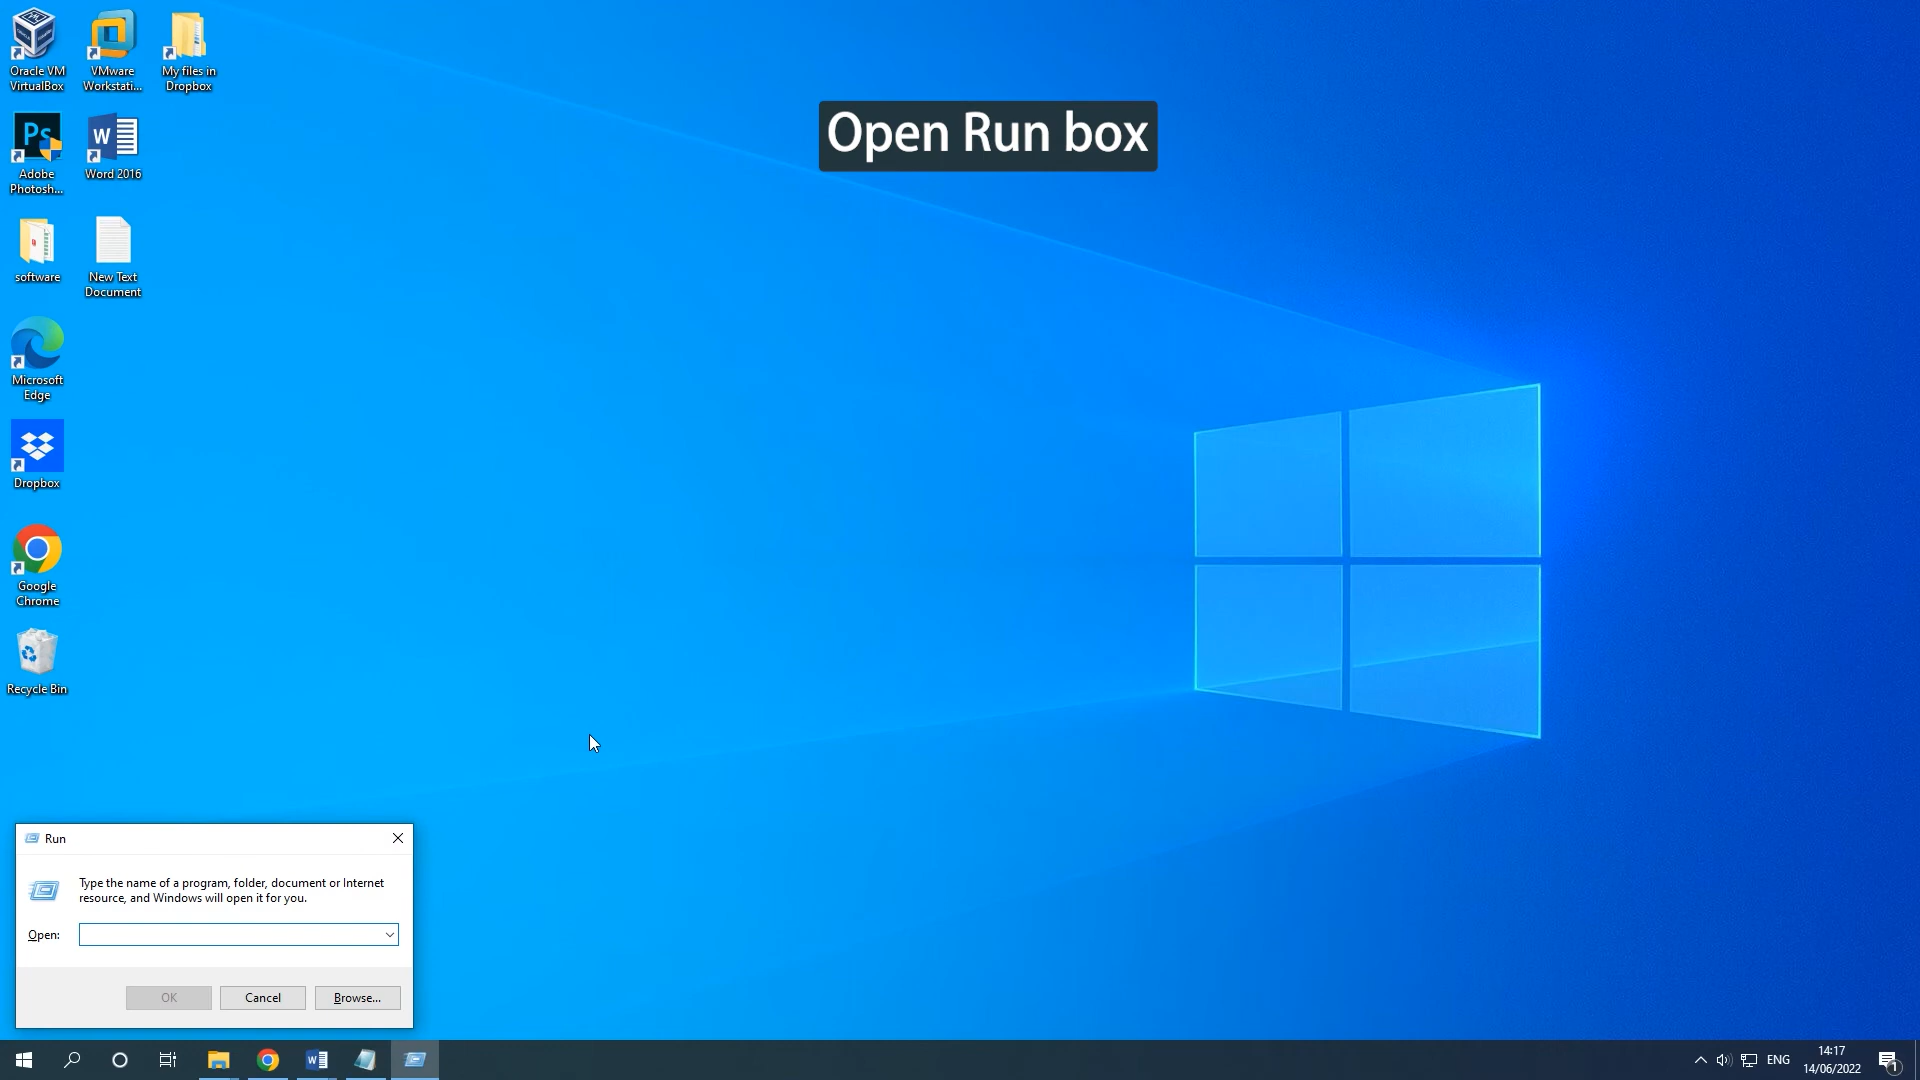 Oracle VM
VirtualBox
VMware
Workstati...
My files in
Dropbox
Open Run box
Ps
Adobe
Photosh...
W
Word 2016
software
New Text
Document
Microsoft
Edge
Dropbox
Google
Chrome
Recycle Bin
Run
Type the name of a program, folder, document or Internet
resource, and Windows will open it for you.
Open:
OK
Cancel
Browse...
W
ENG
14:17
14/06/2022
1